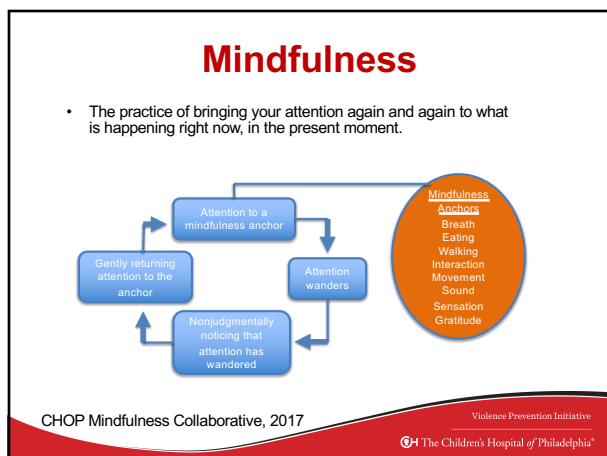 Mindfulness
• The practice of bringing your attention again and again to what
is happening right now, in the present moment.
Attention to a
mindfulness anchor
Attention
wanders
Nonjudgmentally
noticing that
attention has
wandered
Gently returning
attention to the
anchor
Mindfulness
Anchors
Breath
Eating
Walking
Interaction
Movement
Sound
Sensation
Gratitude
CHOP Mindfulness Collaborative, 2017
Violence Prevention Initiative
CH The Children's Hospital of Philadelphia®